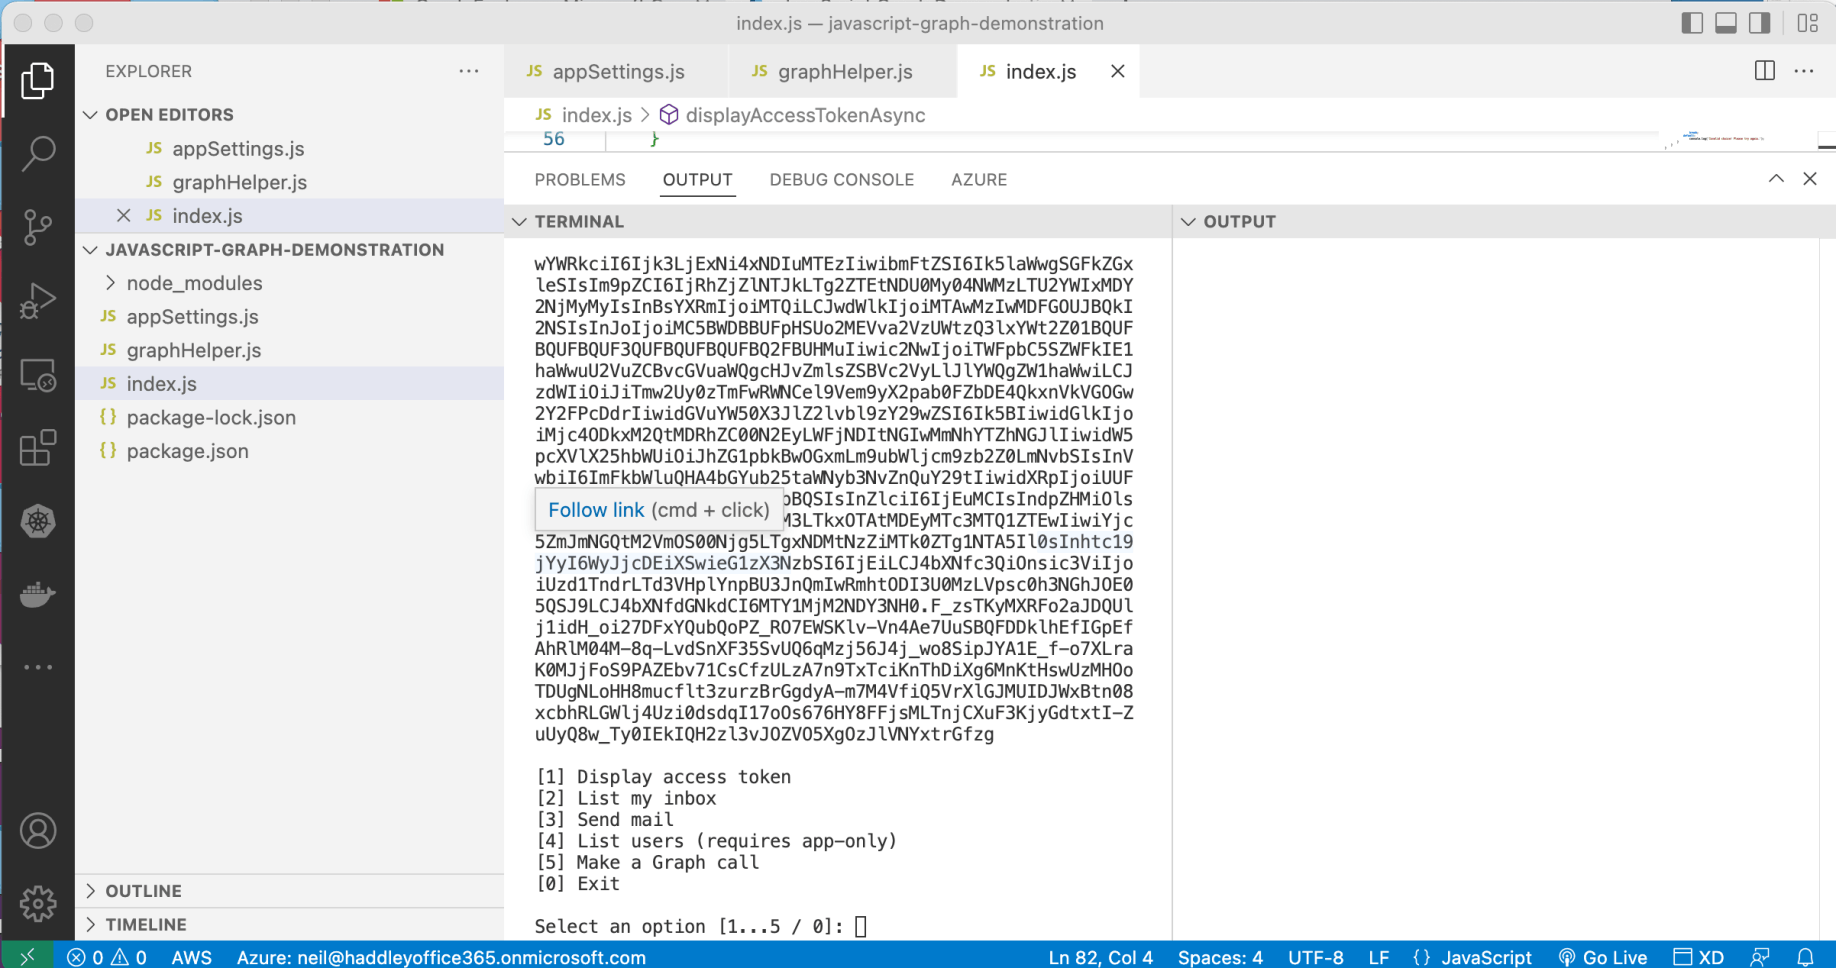 index.js — javascript-graph-demonstration
EXPLORER
JS appSettings.js
JS graphHelper.js
JS index.js
OPEN EDITORS
JS appSettings.js
JS graphHelper.js
JS index.js
JAVASCRIPT-GRAPH-DEMONSTRATION
node_modules
JS appSettings.js
JS graphHelper.js
JS index.js
{} package-lock.json
{} package.json
OUTLINE
TIMELINE
JS index.js > displayAccessTokenAsync
56 }
PROBLEMS OUTPUT DEBUG CONSOLE AZURE
TERMINAL
OUTPUT
wYWRkciI6Ijk3LjExNi4xNDIuMTEzIiwibmFtZSI6Ik5laWwgSGFkZGx
leSIsIm9pZCI6IjRhZjZlNTJkLTg2ZTEtNDU0My04NWMzLTU2YWIxMDY
2NjMyMyIsInBsYXRmIjoiMTQiLCJwdWlkIjoiMTAwMzIwMDFGOUJBQkI
2NSIsInJoIjoiMC5BWDBBUFpHSUo2MEVva2VzUWtzQ3lxYWt2Z01BQUF
BQUFBQUF3QUFBQUFBQUFBQ2FBUHMuIiwic2NwIjoiTWFpbC5SZWFkIE1
haWwuU2VuZCBvcGVuaWQgcHJvZmlsZSBVc2VyLlJlYWQgZW1haWwiLCJ
zdWIiOiJiTmw2Uy0zTmFwRWNCel9Vem9yX2pab0FZbDE4QkxnVkVGOGw
2Y2FPcDdrIiwidGVuYW50X3JlZ2lvbl9zY29wZSI6Ik5BIiwidGlkIjo
iMjc4ODkxM2QtMDRhZC00N2EyLWFjNDItNGIwMmNhYTZhNGJlIiwidW5
pcXVlX25hbWUiOiJhZG1pbkBwOGxmLm9ubWljcm9zb2Z0LmNvbSIsInV
wbiI6ImFkbWluQHA4bGYub25taWNyb3NvZnQuY29tIiwidXRpIjoiUUF
Follow link (cmd + click)
bBQSIsInZlciI6IjEuMCIsIndpZHMiOls
M3LTkxOTAtMDEyMTc3MTQ1ZTEwIiwiYjc
5ZmJmNGQtM2VmOS00Njg5LTgxNDMtNzZiMTk0ZTg1NTA5Il0sInhtc19
jYyI6WyJjcDEiXSwieG1zX3NzbSI6IjEiLCJ4bXNfc3QiOnsic3ViIjo
iUzd1TndrLTd3VHplYnpBU3JnQmIwRmhtODI3U0MzLVpsc0h3NGhJOE0
5QSJ9LCJ4bXNfdGNkdCI6MTY1MjM2NDY3NH0.F_zsTKyMXRFo2aJDQUl
j1idH_oi27DFxYQubQoPZ_RO7EWSKlv-Vn4Ae7UuSBQFDDklhEfIGpEf
AhRlM04M-8q-LvdSnXF35SvUQ6qMzj56J4j_wo8SipJYA1E_f-o7XLra
K0MJjFoS9PAZEbv71CsCfzULzA7n9TxTciKnThDiXg6MnKtHswUzMHOo
TDUgNLoHH8mucflt3zurzBrGgdyA-m7M4VfiQ5VrXlGJMUIDJWxBtn08
xcbhRLGWlj4Uzi0dsdqI17oOs676HY8FFjsMLTnjCXuF3KjyGdtxtI-Z
uUyQ8w_Ty0IEkIQH2zl3vJOZVO5XgOzJlVNYxtrGfzg
[1] Display access token
[2] List my inbox
[3] Send mail
[4] List users (requires app-only)
[5] Make a Graph call
[0] Exit
Select an option [1...5 / 0]:
0 0 AWS Azure: neil@haddleyoffice365.onmicrosoft.com Ln 82, Col 4 Spaces: 4 UTF-8 LF {} JavaScript Go Live XD